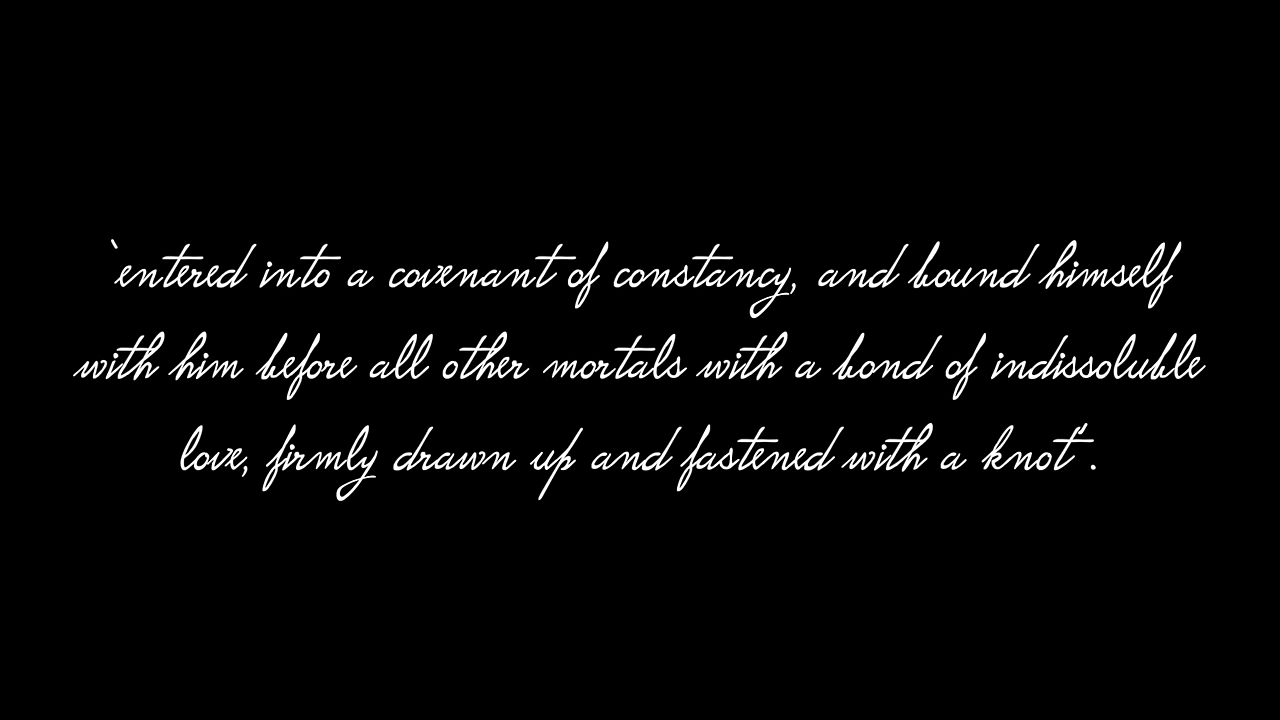 `entered into a covenant of constancy, and bound himself
with him before all other mortals with a bond of indissoluble
love, firmly drawn up and fastened with a knot'.